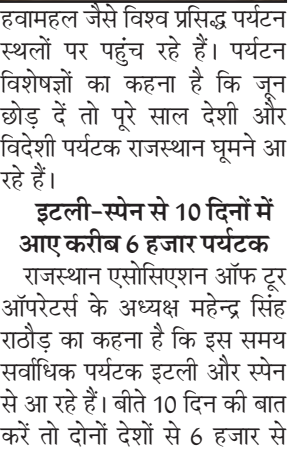 हवामहल जैसे विश्व प्रसिद्ध पर्यटन
स्थलों पर पहुंच रहे हैं। पर्यटन
विशेषज्ञों का कहना है कि जून
छोड़ दें तो पूरे साल देशी और
विदेशी पर्यटक राजस्थान घूमने आ
रहे हैं।
इटली-स्पेन से 10 दिनों में
आए करीब 6 हजार पर्यटक
राजस्थान एसोसिएशन ऑफ टूर
ऑपरेटर्स के अध्यक्ष महेन्द्र सिंह
राठौड़ का कहना है कि इस समय
सर्वाधिक पर्यटक इटली और स्पेन
से आ रहे हैं। बीते 10 दिन की बात
करें तो दोनों देशों से 6 हजार से